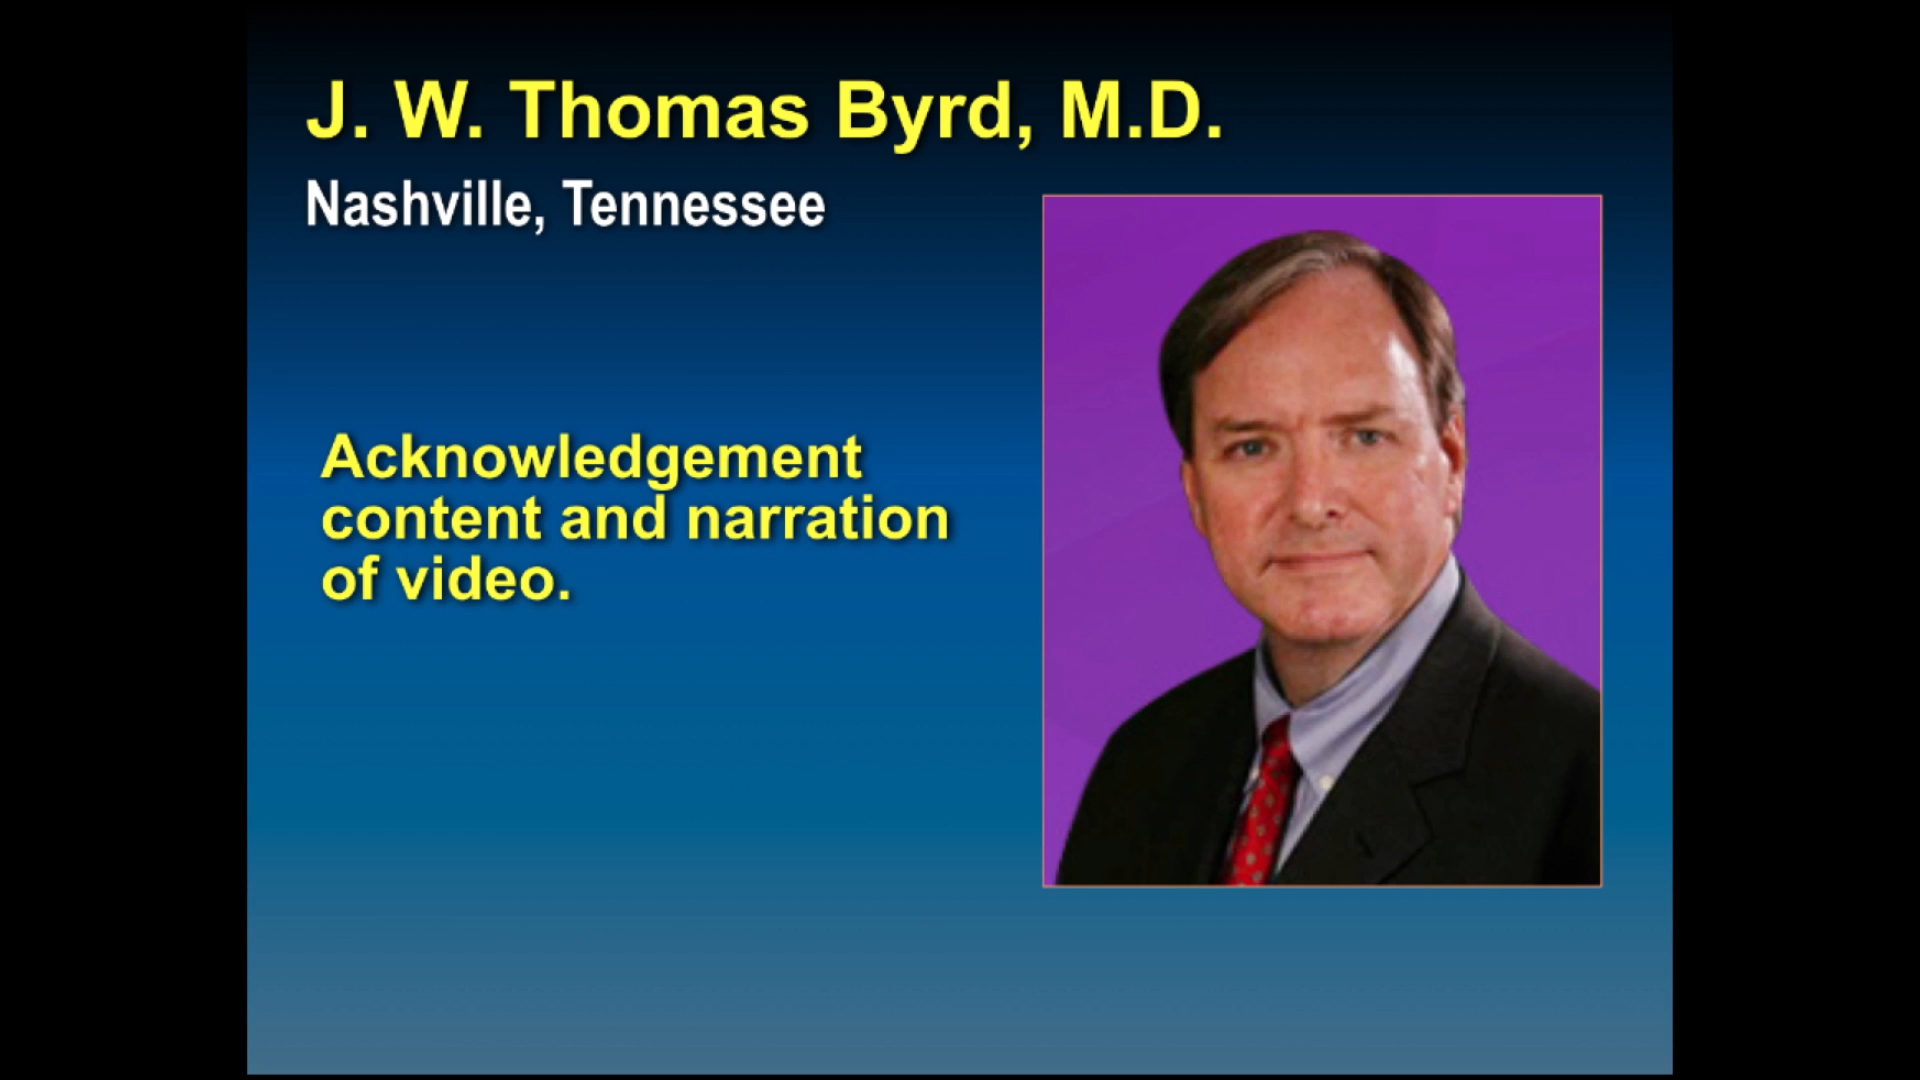 J. W. Thomas Byrd, M.D.
Nashville, Tennessee
Acknowledgement
content and narration
of video.